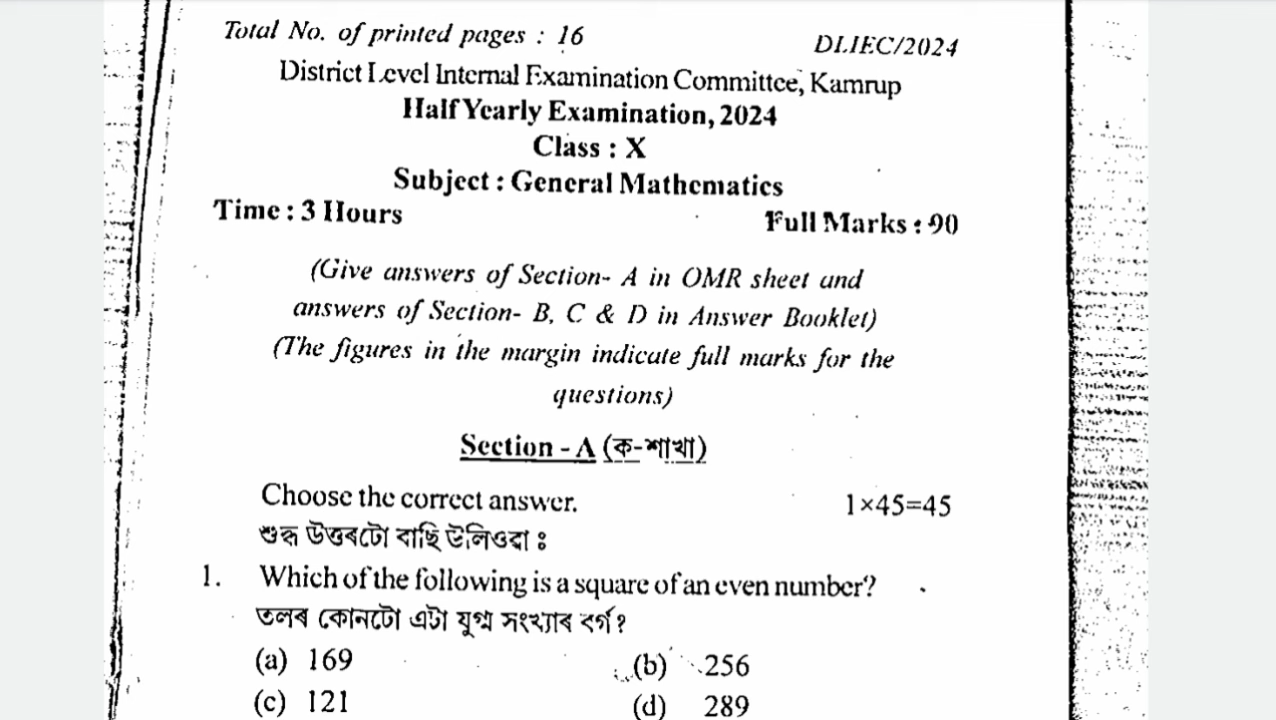 Total No. of printed pages : 16 DLIEC/2024
District Level Internal Examination Committee, Kamrup
Half Yearly Examination, 2024
Class : X
Subject : General Mathematics
Time : 3 Hours Full Marks : 90
(Give answers of Section- A in OMR sheet and
answers of Section- B, C & D in Answer Booklet)
(The figures in the margin indicate full marks for the
questions)
Section - A (ক-শাখা)
Choose the correct answer. 1×45=45
শুদ্ধ উত্তৰটো বাছি উলিওৱা ঃ
1. Which of the following is a square of an even number?
তলৰ কোনটো এটা যুগ্ম সংখ্যাৰ বৰ্গ?
(a) 169 (b) 256
(c) 121 (d) 289